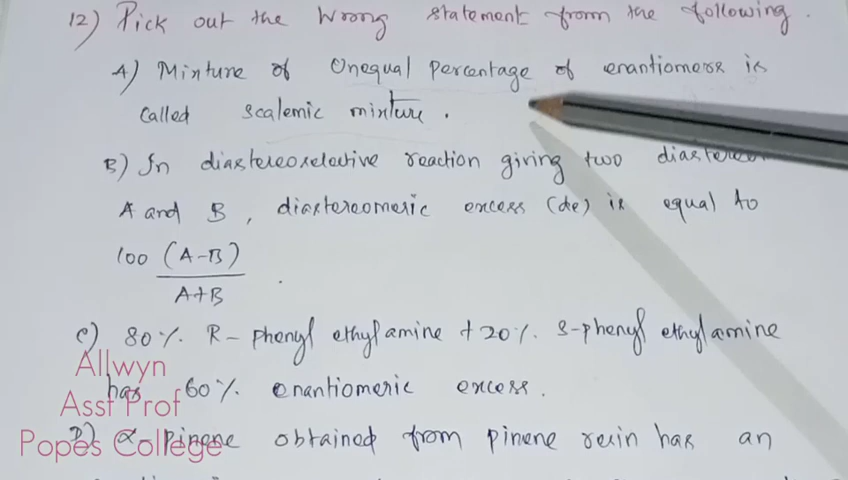 12) Pick out the Wrong statement from the following.
A) Mixture of Unequal percentage of enantiomers is
called scalemic mixture.
B) In diastereoselective reaction giving two
A and B, diastereomeric excess (de) is equal to
100 (A-B)
A+B
C) 80%. R- phenyl ethylamine + 20%. S-phenyl ethylamine
has 60%. enantiomeric excess.
D) α- pinene obtained from pinene resin has an
Allwyn
Asst Prof
Popes College